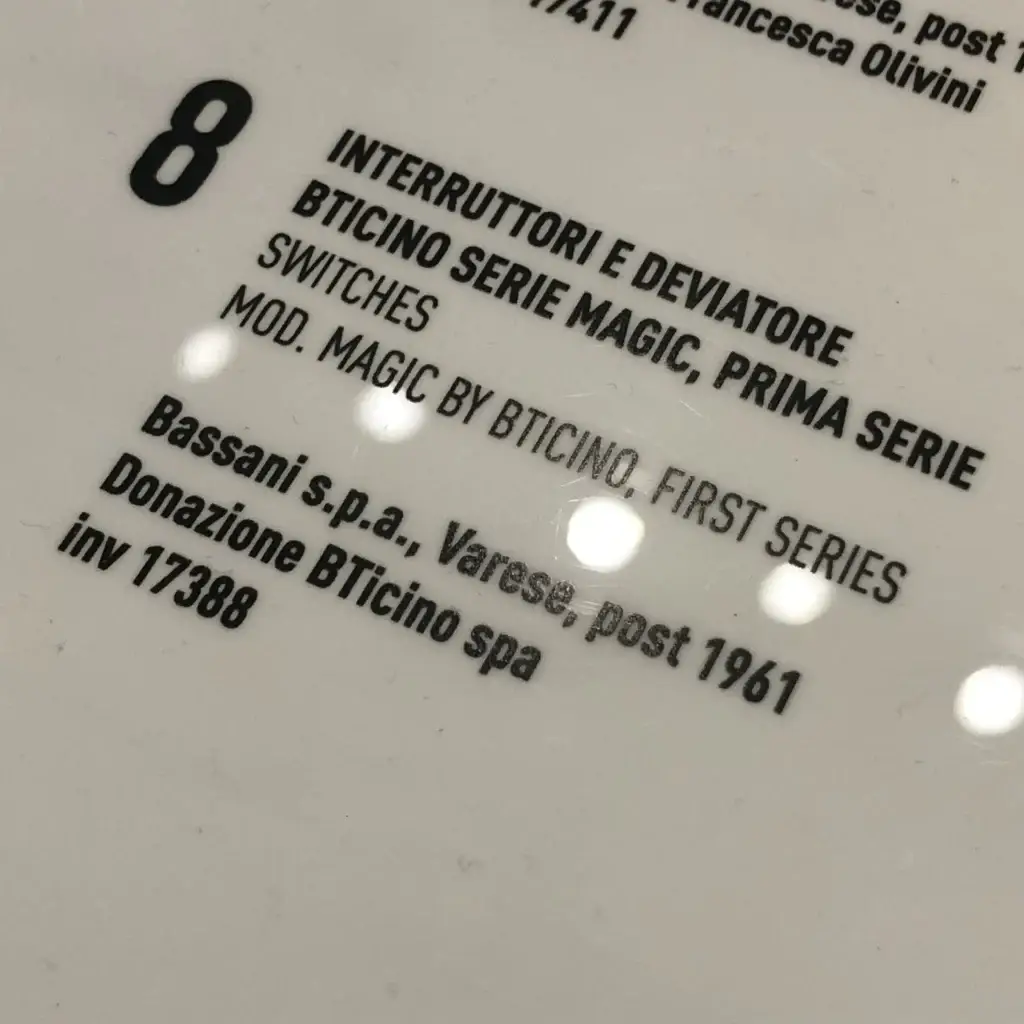 post
Francesca Olivini
8
INTERRUTTORI E DEVIATORE
BTICINO SERIE MAGIC, PRIMA SERIE
SWITCHES
MOD. MAGIC BY BTICINO, FIRST SERIES
Bassani s.p.a., Varese, post 1961
Donazione BTicino spa
inv 17388